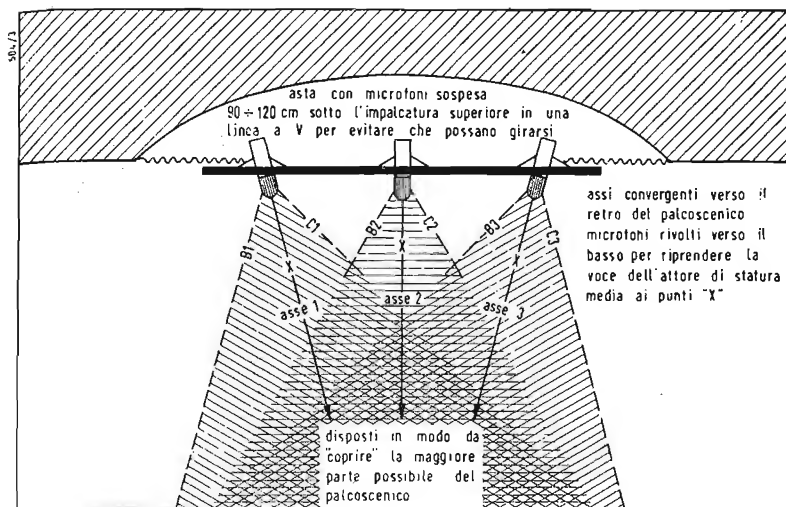 504/3
asta con microfoni sospesa
90÷120 cm sotto l'impalcatura superiore in una
linea a V per evitare che possano girarsi
assi convergenti verso il
retro del palcoscenico
microfoni rivolti verso il
basso per riprendere la
voce dell'attore di statura
media ai punti "X"
B1
C1
B2
C2
B3
C3
X
X
X
asse 1
asse 2
asse 3
disposti in modo da
"coprire" la maggiore
parte possibile del
palcoscenico